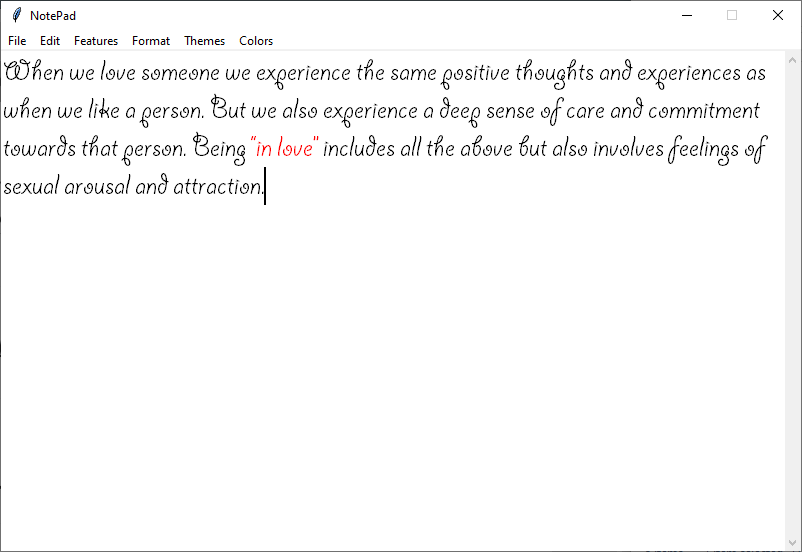 NotePad
File Edit Features Format Themes Colors
When we love someone we experience the same positive thoughts and experiences as
when we like a person. But we also experience a deep sense of care and commitment
towards that person. Being "in love" includes all the above but also involves feelings of
sexual arousal and attraction.